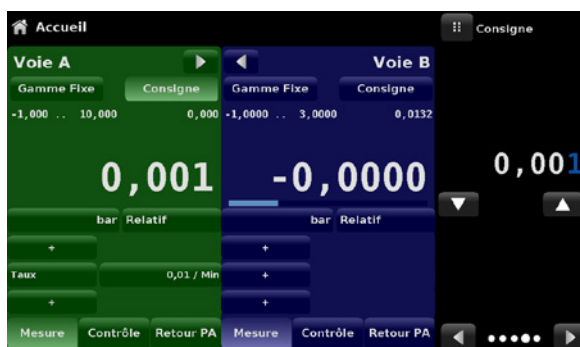 Accueil
Consigne
Voie A
Voie B
Gamme Fixe
Consigne
Gamme Fixe
Consigne
-1,000 .. 10,000
0,000
-1,0000 .. 3,0000
0,0132
0,001
-0,0000
0,001
bar
Relatif
bar
Relatif
+
+
Taux
0,01 / Min
+
+
+
Mesure
Contrôle
Retour PA
Mesure
Contrôle
Retour PA